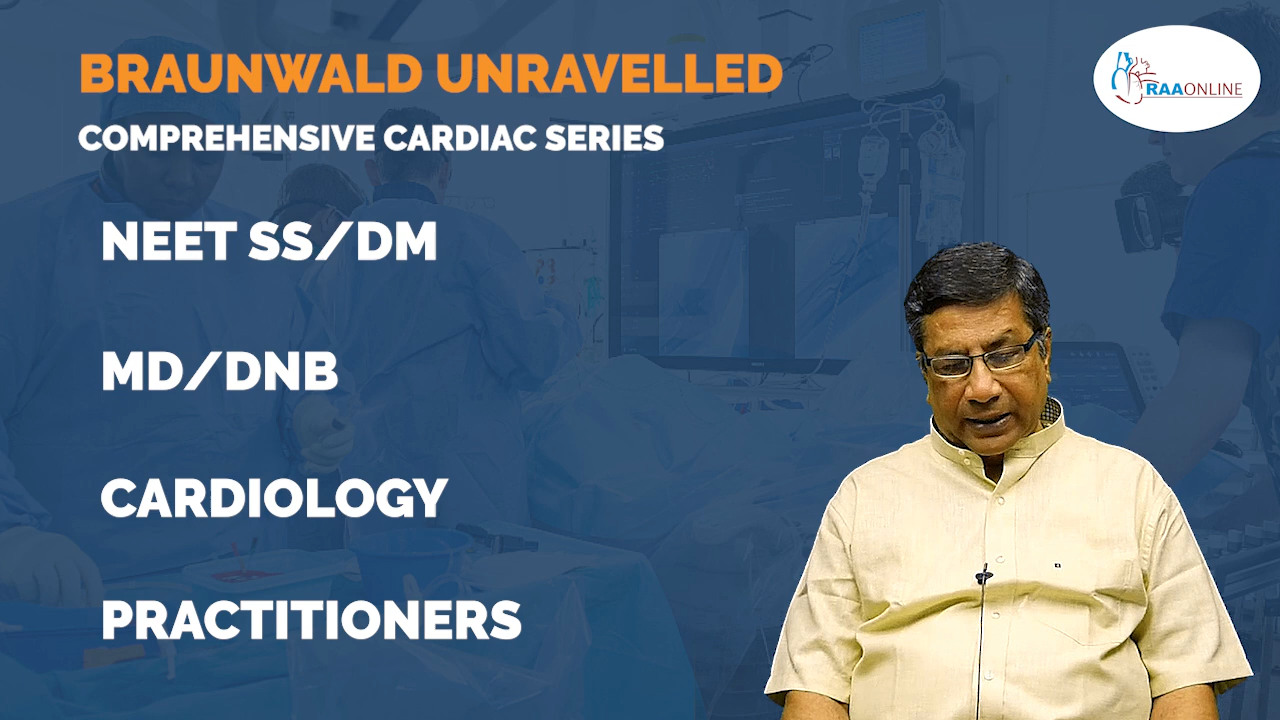 BRAUNWALD UNRAVELLED
RAAONLINE
COMPREHENSIVE CARDIAC SERIES
NEET SS/DM
MD/DNB
CARDIOLOGY
PRACTITIONERS